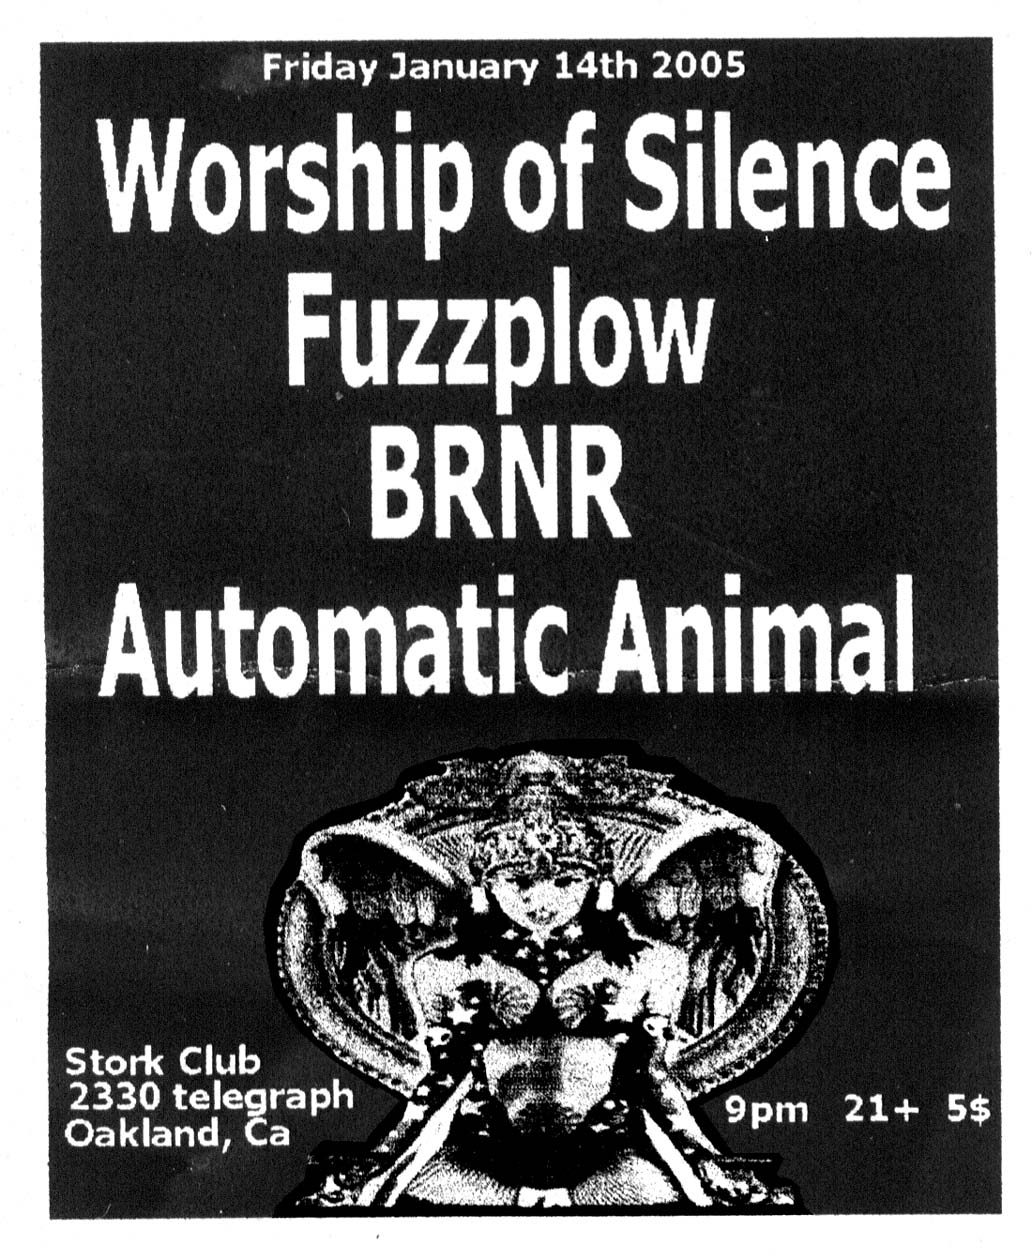 Friday January 14th 2005
Worship of Silence
Fuzzplow
BRNR
Automatic Animal
Stork Club
2330 telegraph
Oakland, Ca
9pm 21+ 5$